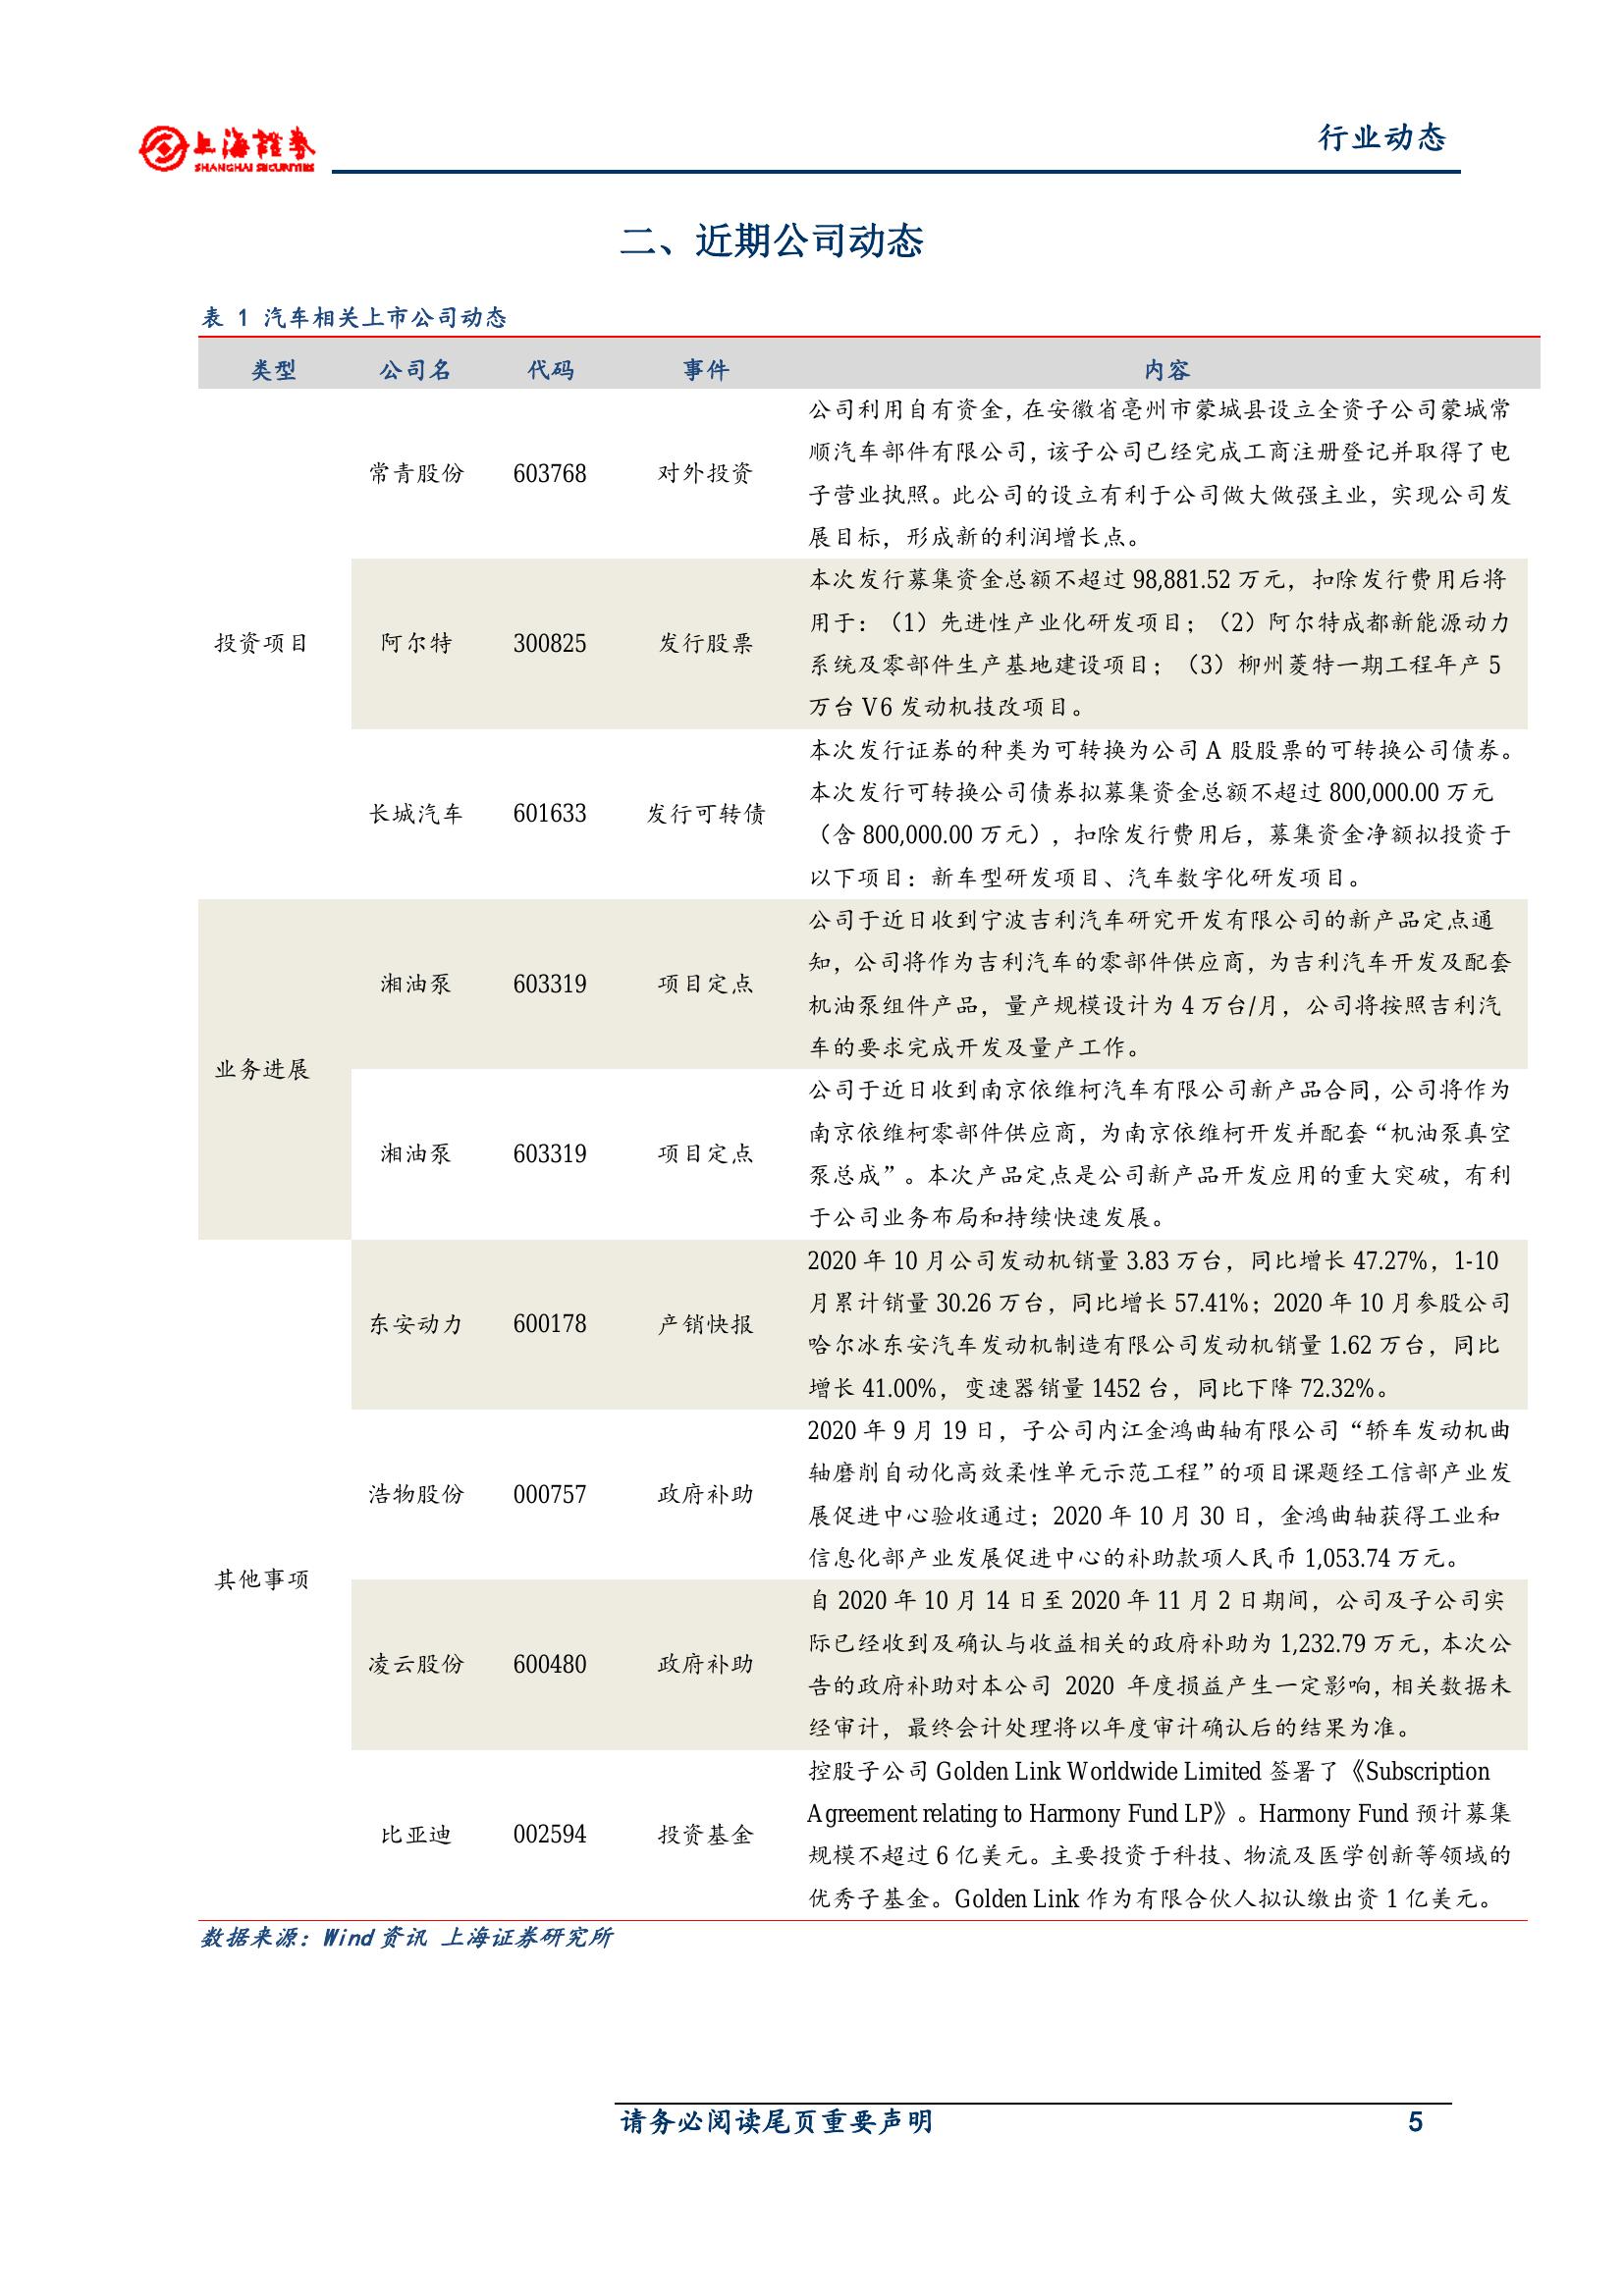 上海證券
SHANGHAI SECURITIES
行业动态
二、近期公司动态
表 1 汽车相关上市公司动态
类型 公司名 代码 事件 内容
投资项目
常青股份 603768 对外投资
公司利用自有资金，在安徽省亳州市蒙城县设立全资子公司蒙城常
顺汽车部件有限公司，该子公司已经完成工商注册登记并取得了电
子营业执照。此公司的设立有利于公司做大做强主业，实现公司发
展目标，形成新的利润增长点。
阿尔特 300825 发行股票
本次发行募集资金总额不超过 98,881.52 万元，扣除发行费用后将
用于：（1）先进性产业化研发项目；（2）阿尔特成都新能源动力
系统及零部件生产基地建设项目；（3）柳州菱特一期工程年产 5
万台 V6 发动机技改项目。
长城汽车 601633 发行可转债
本次发行证券的种类为可转换为公司 A 股股票的可转换公司债券。
本次发行可转换公司债券拟募集资金总额不超过 800,000.00 万元
（含 800,000.00 万元），扣除发行费用后，募集资金净额拟投资于
以下项目：新车型研发项目、汽车数字化研发项目。
业务进展
湘油泵 603319 项目定点
公司于近日收到宁波吉利汽车研究开发有限公司的新产品定点通
知，公司将作为吉利汽车的零部件供应商，为吉利汽车开发及配套
机油泵组件产品，量产规模设计为 4 万台/月，公司将按照吉利汽
车的要求完成开发及量产工作。
湘油泵 603319 项目定点
公司于近日收到南京依维柯汽车有限公司新产品合同，公司将作为
南京依维柯零部件供应商，为南京依维柯开发并配套“机油泵真空
泵总成”。本次产品定点是公司新产品开发应用的重大突破，有利
于公司业务布局和持续快速发展。
其他事项
东安动力 600178 产销快报
2020 年 10 月公司发动机销量 3.83 万台，同比增长 47.27%，1-10
月累计销量 30.26 万台，同比增长 57.41%；2020 年 10 月参股公司
哈尔冰东安汽车发动机制造有限公司发动机销量 1.62 万台，同比
增长 41.00%，变速器销量 1452 台，同比下降 72.32%。
浩物股份 000757 政府补助
2020 年 9 月 19 日，子公司内江金鸿曲轴有限公司“轿车发动机曲
轴磨削自动化高效柔性单元示范工程”的项目课题经工信部产业发
展促进中心验收通过；2020 年 10 月 30 日，金鸿曲轴获得工业和
信息化部产业发展促进中心的补助款项人民币 1,053.74 万元。
凌云股份 600480 政府补助
自 2020 年 10 月 14 日至 2020 年 11 月 2 日期间，公司及子公司实
际已经收到及确认与收益相关的政府补助为 1,232.79 万元，本次公
告的政府补助对本公司 2020 年度损益产生一定影响，相关数据未
经审计，最终会计处理将以年度审计确认后的结果为准。
比亚迪 002594 投资基金
控股子公司 Golden Link Worldwide Limited 签署了《Subscription
Agreement relating to Harmony Fund LP》。Harmony Fund 预计募集
规模不超过 6 亿美元。主要投资于科技、物流及医学创新等领域的
优秀子基金。Golden Link 作为有限合伙人拟认缴出资 1 亿美元。
数据来源：Wind 资讯 上海证券研究所
请务必阅读尾页重要声明 5